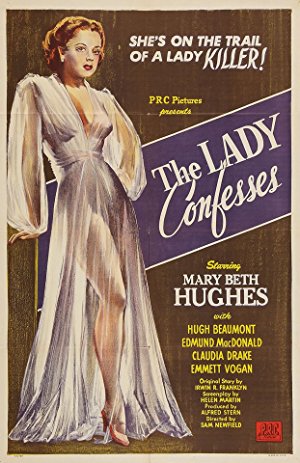 SHE'S ON THE TRAIL
OF A LADY KILLER!
PRC Pictures
presents
The LADY
Confesses
Starring
MARY BETH
HUGHES
with
HUGH BEAUMONT
EDMUND MacDONALD
CLAUDIA DRAKE
EMMETT VOGAN
Original Story by
IRWIN R. FRANKLYN
Screenplay by
HELEN MARTIN
Produced by
ALFRED STERN
Directed by
SAM NEWFIELD
PRC